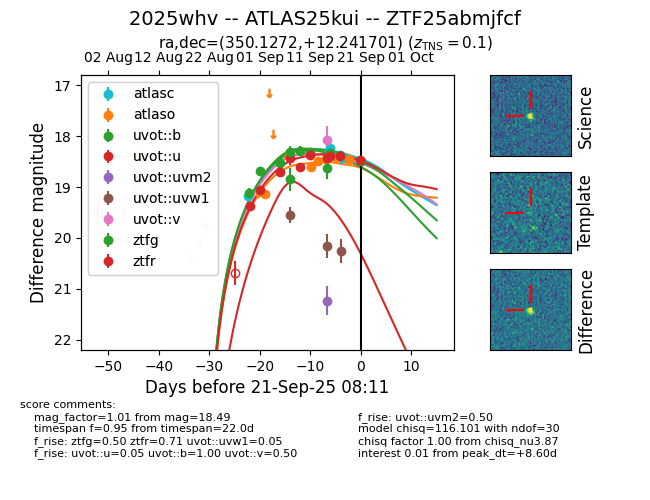 2025whv -- ATLAS25kui -- ZTF25abmjfcf
ra,dec=(350.1272,+12.241701) (z_TNS = 0.1)
02 Aug 12 Aug 22 Aug 01 Sep 11 Sep 21 Sep 01 Oct
17
18
19
20
21
22
Difference magnitude
atlasc
atlaso
uvot::b
uvot::u
uvot::uvm2
uvot::uvw1
uvot::v
ztfg
ztfr
−50 −40 −30 −20 −10 0 10
Days before 21-Sep-25 08:11
Science
Template
Difference
score comments:
mag_factor=1.01 from mag=18.49
timespan f=0.95 from timespan=22.0d
f_rise: ztfg=0.50 ztfr=0.71 uvot::uvw1=0.05
f_rise: uvot::u=0.05 uvot::b=1.00 uvot::v=0.50
f_rise: uvot::uvm2=0.50
model chisq=116.101 with ndof=30
chisq factor 1.00 from chisq_nu3.87
interest 0.01 from peak_dt=+8.60d